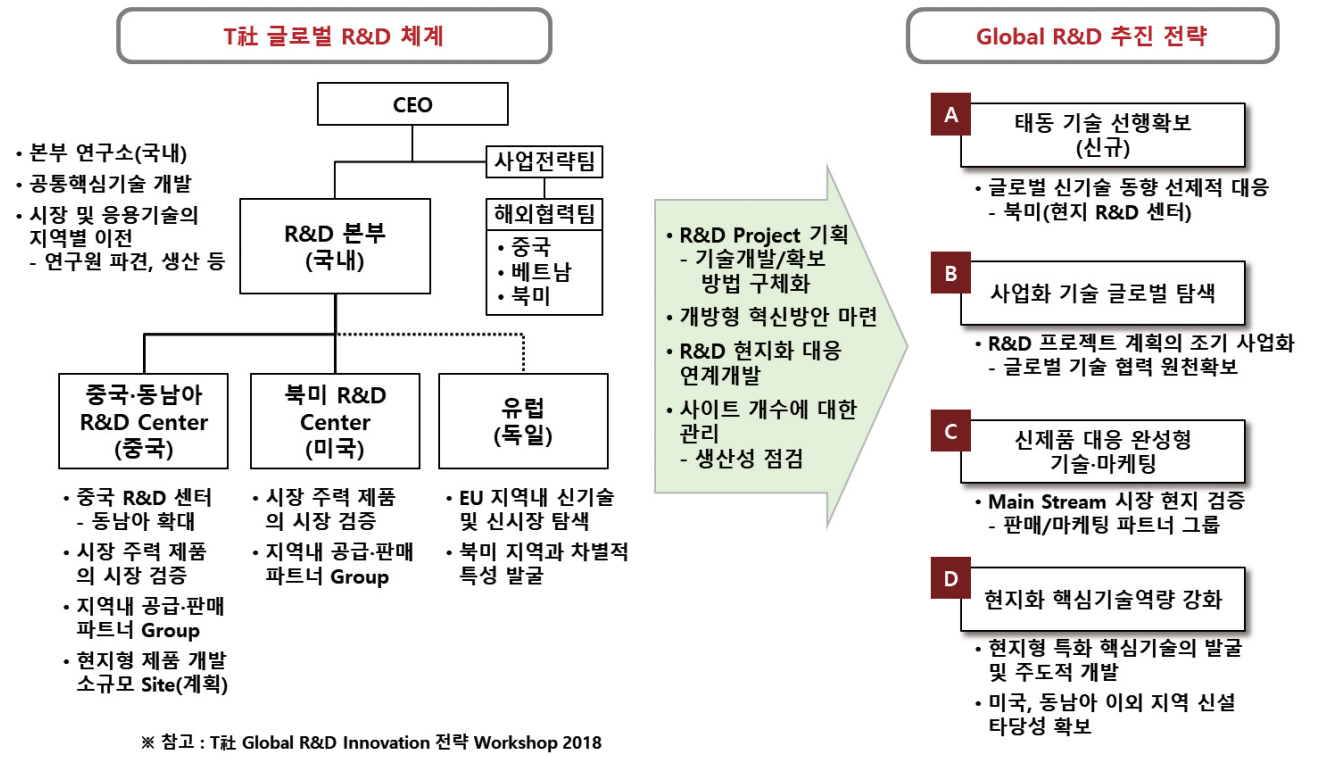 T社 글로벌 R&D 체계
CEO
• 본부 연구소(국내)
• 공통핵심기술 개발
• 시장 및 응용기술의
지역별 이전
- 연구원 파견, 생산 등
사업전략팀
R&D 본부
(국내)
해외협력팀
• 중국
• 베트남
• 북미
중국·동남아
R&D Center
(중국)
북미 R&D
Center
(미국)
유럽
(독일)
• 중국 R&D 센터
- 동남아 확대
• 시장 주력 제품
의 시장 검증
• 지역내 공급·판매
파트너 Group
• 현지형 제품 개발
소규모 Site(계획)
• 시장 주력 제품
의 시장 검증
• 지역내 공급·판매
파트너 Group
• EU 지역내 신기술
및 신시장 탐색
• 북미 지역과 차별적
특성 발굴
• R&D Project 기획
- 기술개발/확보
방법 구체화
• 개방형 혁신방안 마련
• R&D 현지화 대응
연계개발
• 사이트 개수에 대한
관리
- 생산성 점검
Global R&D 추진 전략
A
태동 기술 선행확보
(신규)
• 글로벌 신기술 동향 선제적 대응
- 북미(현지 R&D 센터)
B
사업화 기술 글로벌 탐색
• R&D 프로젝트 계획의 조기 사업화
- 글로벌 기술 협력 원천확보
C
신제품 대응 완성형
기술·마케팅
• Main Stream 시장 현지 검증
- 판매/마케팅 파트너 그룹
D
현지화 핵심기술역량 강화
• 현지형 특화 핵심기술의 발굴
및 주도적 개발
• 미국, 동남아 이외 지역 신설
타당성 확보
※ 참고 : T社 Global R&D Innovation 전략 Workshop 2018